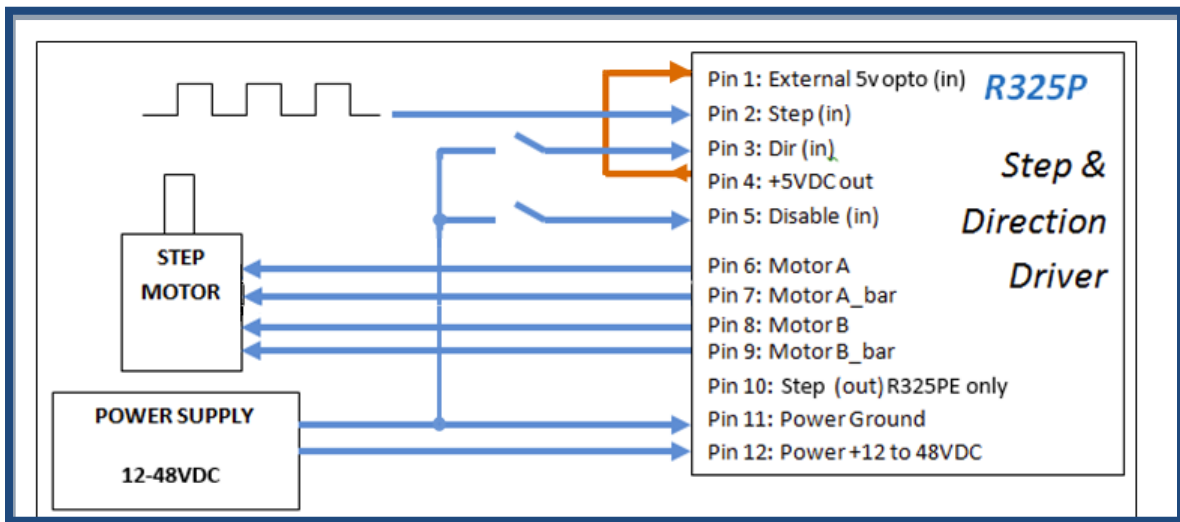 Pin 1: External 5v opto (in)
R325P
Pin 2: Step (in)
Pin 3: Dir (in)
Pin 4: +5VDC out
Step &
Pin 5: Disable (in)
Direction
STEP
MOTOR
Pin 6: Motor A
Driver
Pin 7: Motor A_bar
Pin 8: Motor B
Pin 9: Motor B_bar
Pin 10: Step (out) R325PE only
POWER SUPPLY
12-48VDC
Pin 11: Power Ground
Pin 12: Power +12 to 48VDC